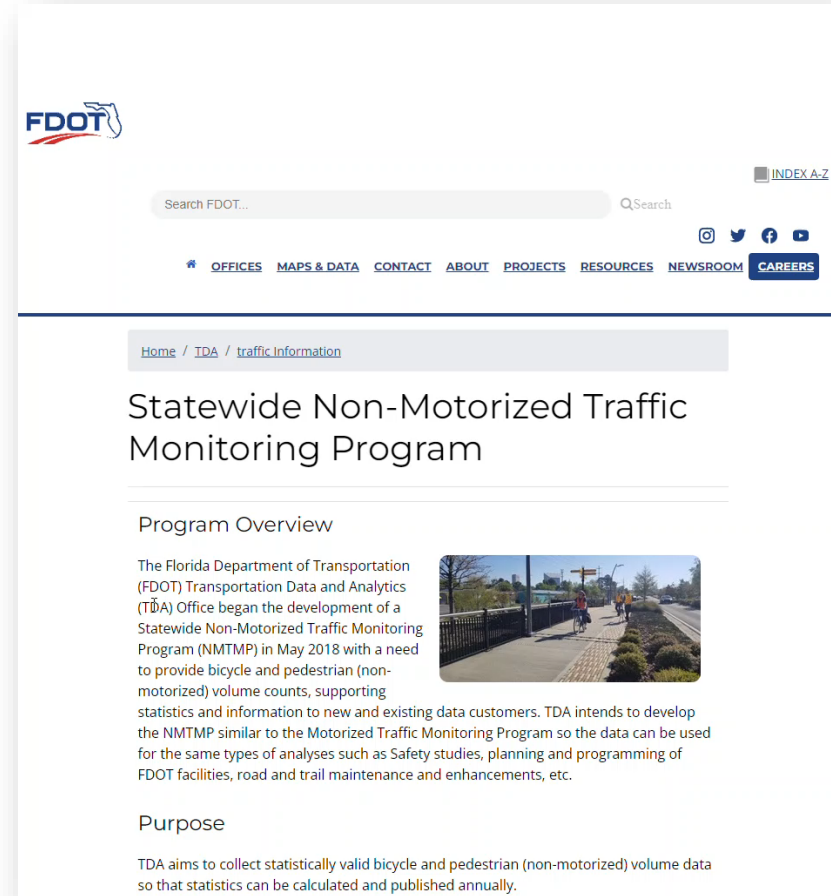 FDOT
INDEX A-Z
Search FDOT...
Search
OFFICES MAPS & DATA CONTACT ABOUT PROJECTS RESOURCES NEWSROOM CAREERS
Home / TDA / traffic Information
Statewide Non-Motorized Traffic
Monitoring Program
Program Overview
The Florida Department of Transportation
(FDOT) Transportation Data and Analytics
(TDA) Office began the development of a
Statewide Non-Motorized Traffic Monitoring
Program (NMTMP) in May 2018 with a need
to provide bicycle and pedestrian (non-
motorized) volume counts, supporting
statistics and information to new and existing data customers. TDA intends to develop
the NMTMP similar to the Motorized Traffic Monitoring Program so the data can be used
for the same types of analyses such as Safety studies, planning and programming of
FDOT facilities, road and trail maintenance and enhancements, etc.
Purpose
TDA aims to collect statistically valid bicycle and pedestrian (non-motorized) volume data
so that statistics can be calculated and published annually.